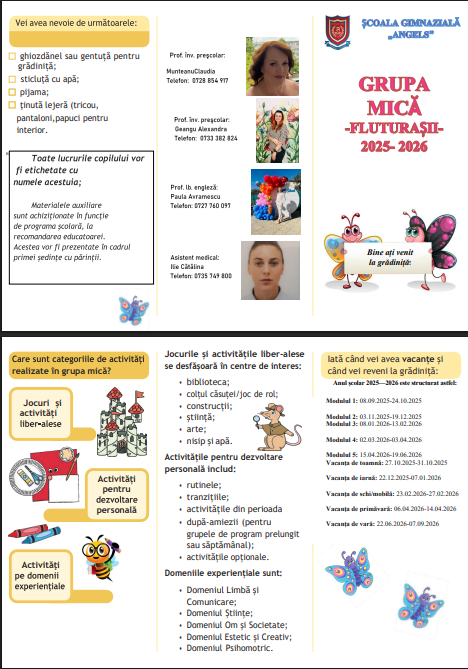 Vei avea nevoie de următoarele:
ghiozdănel sau gentuță pentru
grădiniță;
sticluță cu apă;
pijama;
ținută lejeră (tricou,
pantaloni,papuci pentru
interior.
Toate lucrurile copilului vor
fi etichetate cu
numele acestuia;
Materialele auxiliare
sunt achiziționate în funcție
de programa școlară, la
recomandarea educatoarei.
Acestea vor fi prezentate în cadrul
primei ședințe cu părinții.
Prof. înv. preșcolar:
MunteanuClaudia
Telefon: 0728 854 917
Prof. înv. preșcolar:
Geangu Alexandra
Telefon: 0733 382 824
Prof. lb. engleză:
Paula Avramescu
Telefon: 0727 760 097
Asistent medical:
Ilie Cătălina
Telefon: 0735 749 800
ȘCOALA GIMNAZIALĂ
„ANGELS”
GRUPA
MICĂ
-FLUTURAȘII-
2025- 2026
Bine ați venit
la grădiniță!
Care sunt categoriile de activități
realizate în grupa mică?
Jocuri și
activități
liber-alese
Activități
pentru
dezvoltare
personală
Activități
pe domenii
experiențiale
Jocurile și activitățile liber-alese
se desfășoară în centre de interes:
biblioteca;
colțul căsuței/joc de rol;
construcții;
știință;
arte;
nisip și apă.
Activitățile pentru dezvoltare
personală includ:
rutinele;
tranzițiile;
activitățile din perioada
după-amiezii (pentru
grupele de program prelungit
sau săptămânal);
activitățile opționale.
Domeniile experiențiale sunt:
Domeniul Limbă și
Comunicare;
Domeniul Științe;
Domeniul Om și Societate;
Domeniul Estetic și Creativ;
Domeniul Psihomotric.
Iată când vei avea vacanțe și
când vei reveni la grădiniță:
Anul școlar 2025—2026 este structurat astfel:
Modulul 1: 08.09.2025-24.10.2025
Modulul 2: 03.11.2025-19.12.2025
Modulul 3: 08.01.2026-13.02.2026
Modulul 4: 02.03.2026-03.04.2026
Modulul 5: 15.04.2026-19.06.2026
Vacanța de toamnă: 27.10.2025-31.10.2025
Vacanța de iarnă: 22.12.2025-07.01.2026
Vacanța de schi/mobilă: 23.02.2026-27.02.2026
Vacanța de primăvară: 06.04.2026-14.04.2026
Vacanța de vară: 22.06.2026-07.09.2026